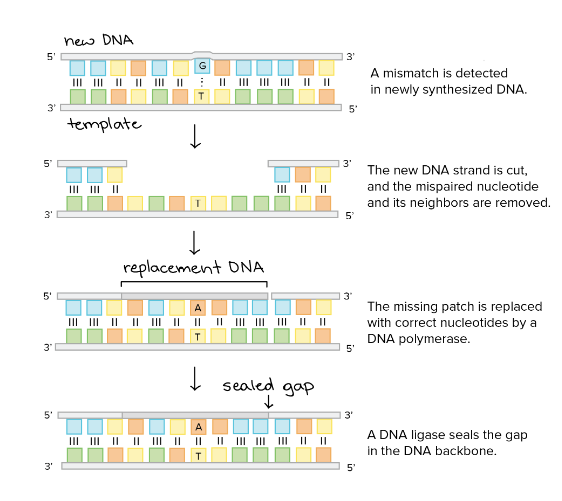 new DNA
5' 3'
G
T
3' 5'
template
A mismatch is detected
in newly synthesized DNA.
5' 3'
T
3' 5'
The new DNA strand is cut,
and the mispaired nucleotide
and its neighbors are removed.
replacement DNA
5' 3'
A
T
3' 5'
The missing patch is replaced
with correct nucleotides by a
DNA polymerase.
sealed gap
5' 3'
A
T
3' 5'
A DNA ligase seals the gap
in the DNA backbone.